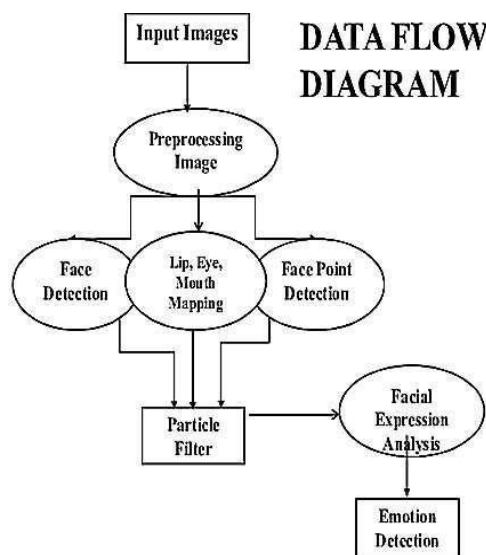 Input Images
DATA FLOW
DIAGRAM
Preprocessing
Image
Face
Detection
Lip, Eye,
Mouth
Mapping
Face Point
Detection
Particle
Filter
Facial
Expression
Analysis
Emotion
Detection